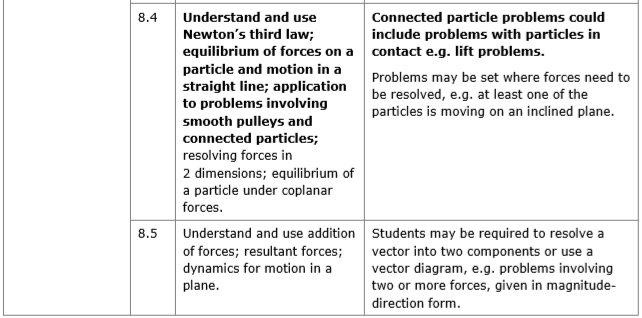 8.4
Understand and use
Newton's third law;
equilibrium of forces on a
particle and motion in a
straight line; application
to problems involving
smooth pulleys and
connected particles;
resolving forces in
2 dimensions; equilibrium of
a particle under coplanar
forces.
Connected particle problems could
include problems with particles in
contact e.g. lift problems.
Problems may be set where forces need to
be resolved, e.g. at least one of the
particles is moving on an inclined plane.
8.5
Understand and use addition
of forces; resultant forces;
dynamics for motion in a
plane.
Students may be required to resolve a
vector into two components or use a
vector diagram, e.g. problems involving
two or more forces, given in magnitude-
direction form.